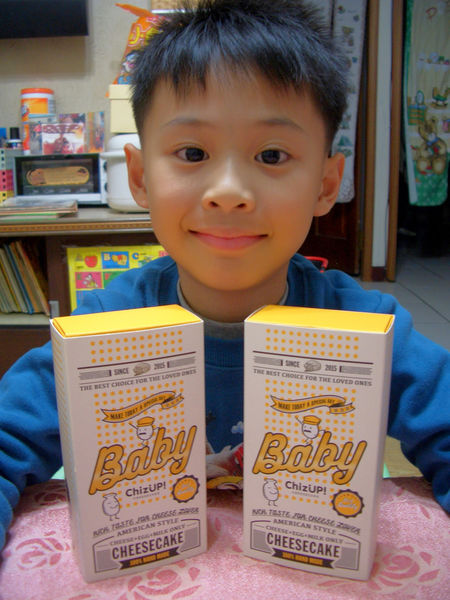 SINCE 2015
THE BEST CHOICE FOR THE LOVED ONES
MAKE TODAY A SPECIAL DAY
Baby
ChizUP!
RICH TASTE FOR CHEESE LOVER
AMERICAN STYLE
CHEESE+EGG+MILK ONLY
CHEESECAKE
100% HAND MADE
SINCE 2015
THE BEST CHOICE FOR THE LOVED ONES
MAKE TODAY A SPECIAL DAY
Baby
ChizUP!
RICH TASTE FOR CHEESE LOVER
AMERICAN STYLE
CHEESE+EGG+MILK ONLY
CHEESECAKE
100% HAND MADE